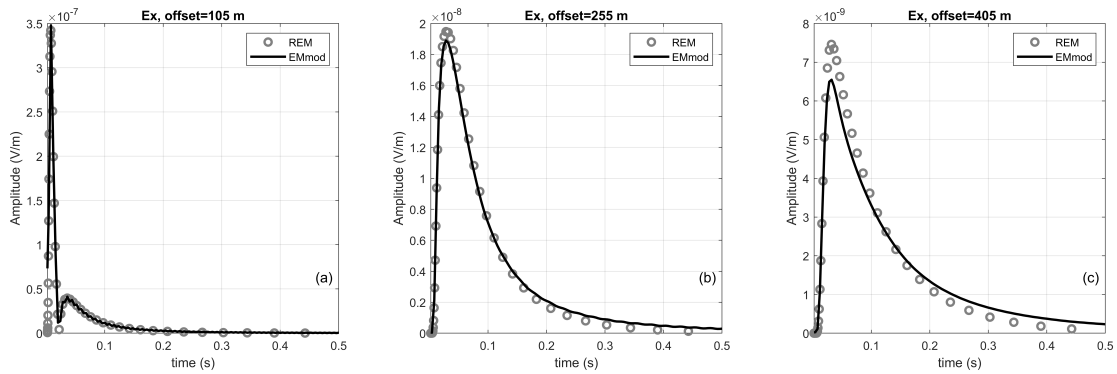 Ex, offset=105 m
×10-7
3.5
3
2.5
2
1.5
1
0.5
0
Amplitude (V/m)
REM
EMmod
(a)
0.1
0.2
0.3
0.4
0.5
time (s)
Ex, offset=255 m
×10-8
2
1.8
1.6
1.4
1.2
1
0.8
0.6
0.4
0.2
0
Amplitude (V/m)
REM
EMmod
(b)
0.1
0.2
0.3
0.4
0.5
time (s)
Ex, offset=405 m
×10-9
8
7
6
5
4
3
2
1
0
Amplitude (V/m)
REM
EMmod
(c)
0.1
0.2
0.3
0.4
0.5
time (s)